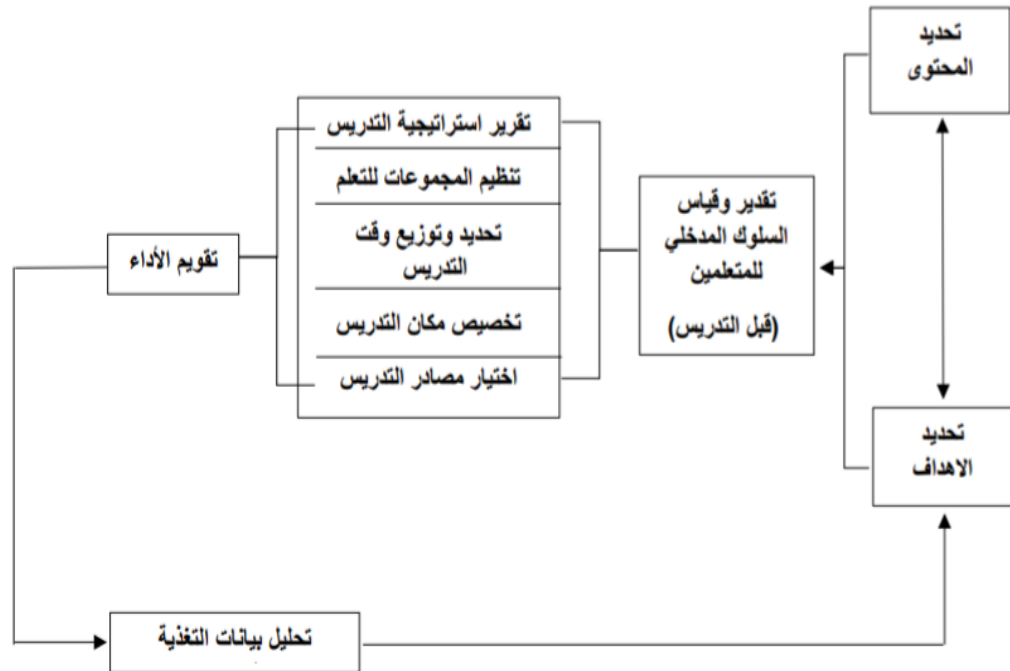 تحديد
المحتوى
تحديد
الاهداف
تقدير وقياس
السلوك المدخلي
للمتعلمين
(قبل التدريس)
تقرير استراتيجية التدريس
تنظيم المجموعات للتعلم
تحديد وتوزيع وقت
التدريس
تخصيص مكان التدريس
اختيار مصادر التدريس
تقويم الأداء
تحليل بيانات التغذية